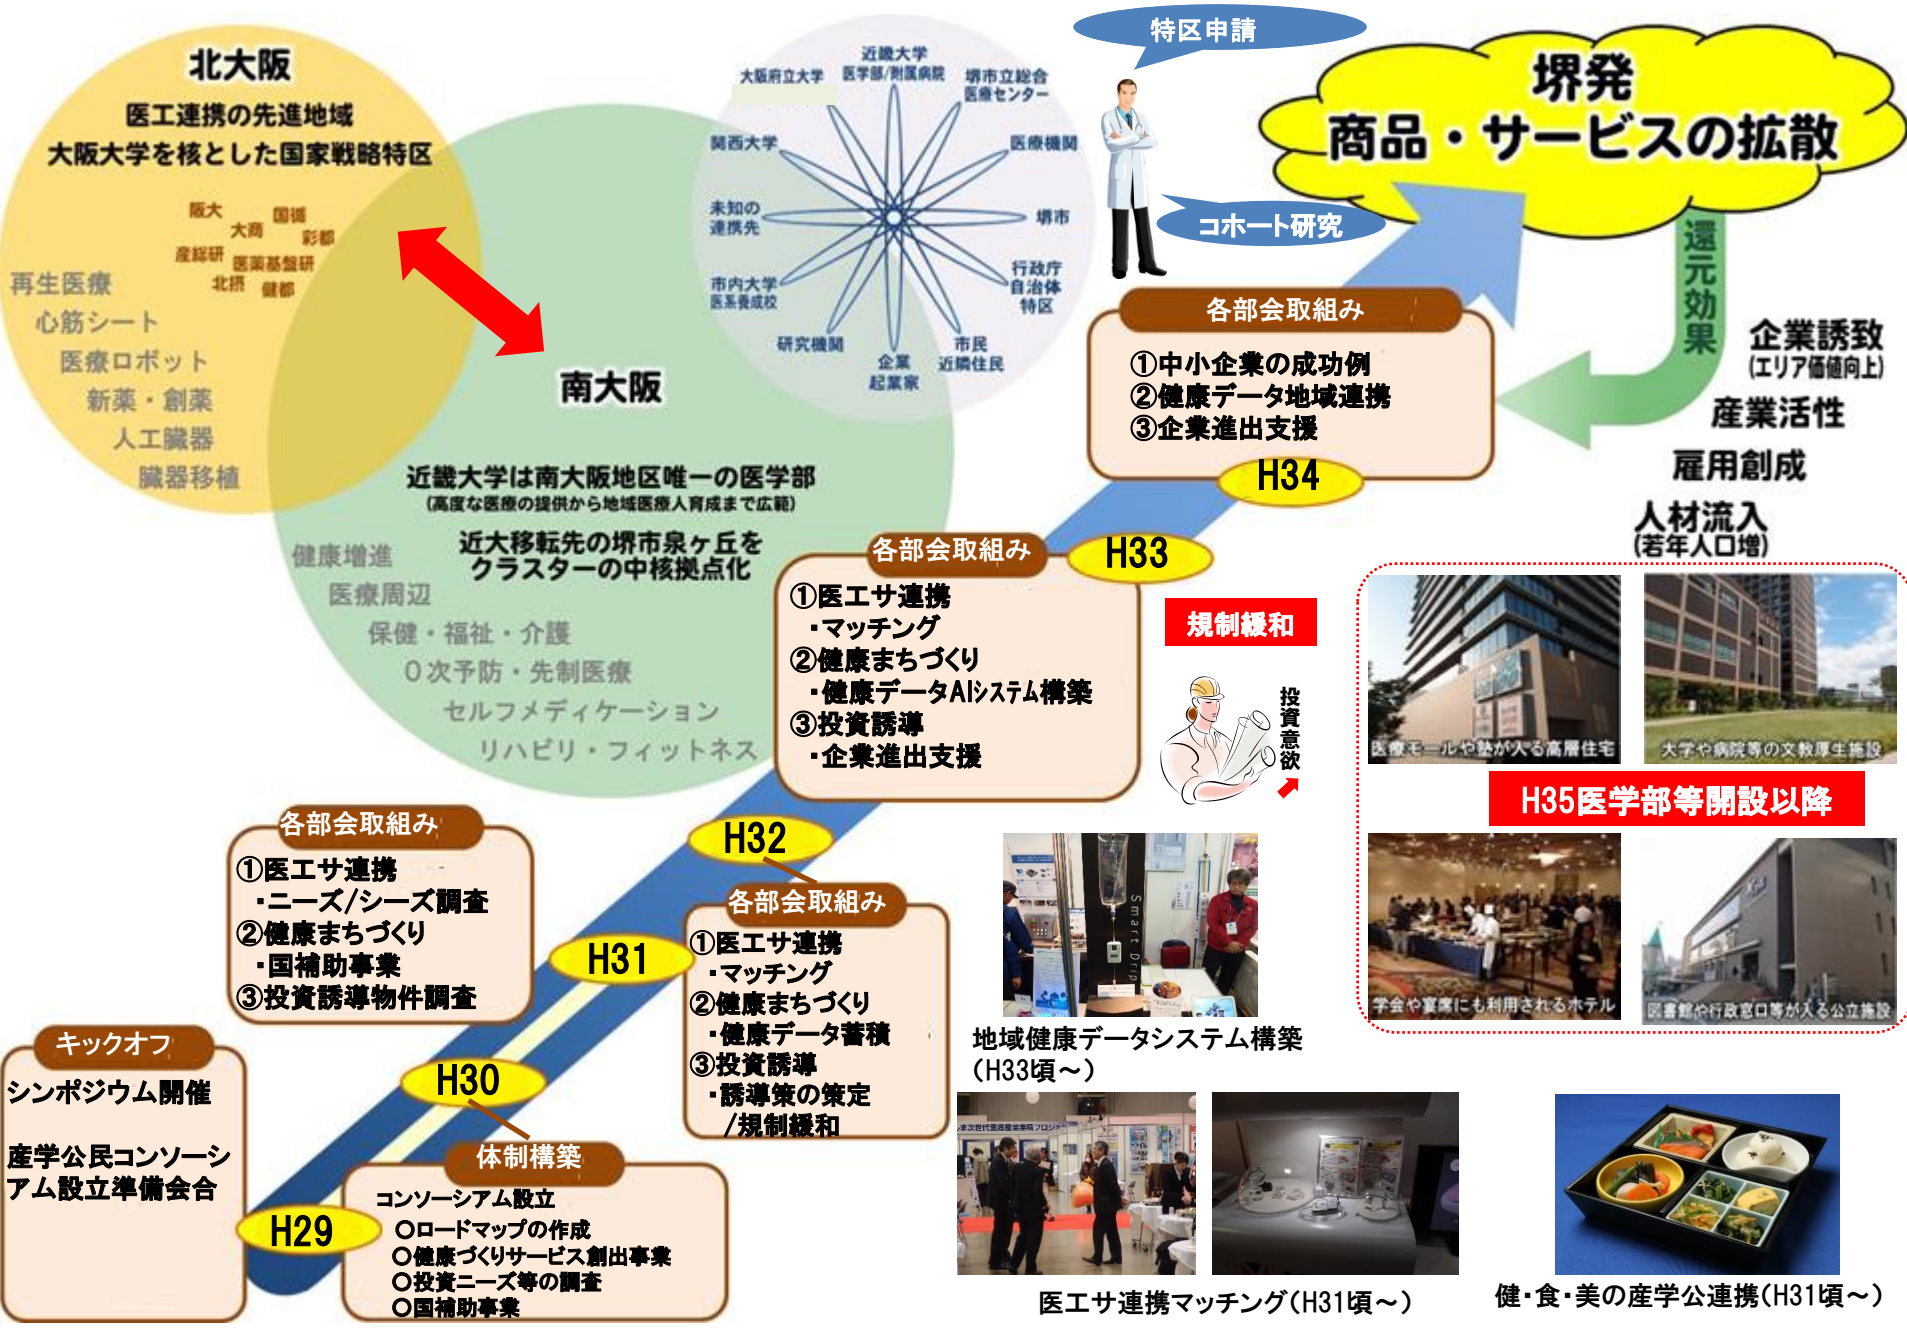 北大阪
医工連携の先進地域
大阪大学を核とした国家戦略特区
阪大
国循
大商
彩都
産総研
医薬基盤研
北摂
健都
再生医療
心筋シート
医療ロボット
新薬・創薬
人工臓器
臓器移植
南大阪
近畿大学は南大阪地区唯一の医学部
(高度な医療の提供から地域医療人育成まで広範)
近大移転先の堺市泉ヶ丘を
クラスターの中核拠点化
健康増進
医療周辺
保健・福祉・介護
0次予防・先制医療
セルフメディケーション
リハビリ・フィットネス
近畿大学
医学部/附属病院
大阪府立大学
堺市立総合
医療センター
関西大学
医療機関
未知の
連携先
堺市
市内大学
医系養成校
行政庁
自治体
特区
研究機関
企業
起業家
市民
近隣住民
特区申請
コホート研究
堺発
商品・サービスの拡散
還元効果
企業誘致
(エリア価値向上)
産業活性
雇用創成
人材流入
(若年人口増)
各部会取組み
①中小企業の成功例
②健康データ地域連携
③企業進出支援
H34
H33
各部会取組み
①医工サ連携
・マッチング
②健康まちづくり
・健康データAIシステム構築
③投資誘導
・企業進出支援
規制緩和
投資意欲
医療モールや塾が入る高層住宅
大学や病院等の文教厚生施設
H35医学部等開設以降
学会や宴席にも利用されるホテル
図書館や行政窓口等が入る公立施設
H32
各部会取組み
①医工サ連携
・マッチング
②健康まちづくり
・健康データ蓄積
③投資誘導
・誘導策の策定
/規制緩和
各部会取組み
①医工サ連携
・ニーズ/シーズ調査
②健康まちづくり
・国補助事業
③投資誘導物件調査
H31
H30
体制構築
コンソーシアム設立
○ロードマップの作成
○健康づくりサービス創出事業
○投資ニーズ等の調査
○国補助事業
キックオフ
シンポジウム開催
産学公民コンソーシ
アム設立準備会合
H29
Smart Drip
地域健康データシステム構築
(H33頃～)
医工サ連携マッチング(H31頃～)
健・食・美の産学公連携(H31頃～)